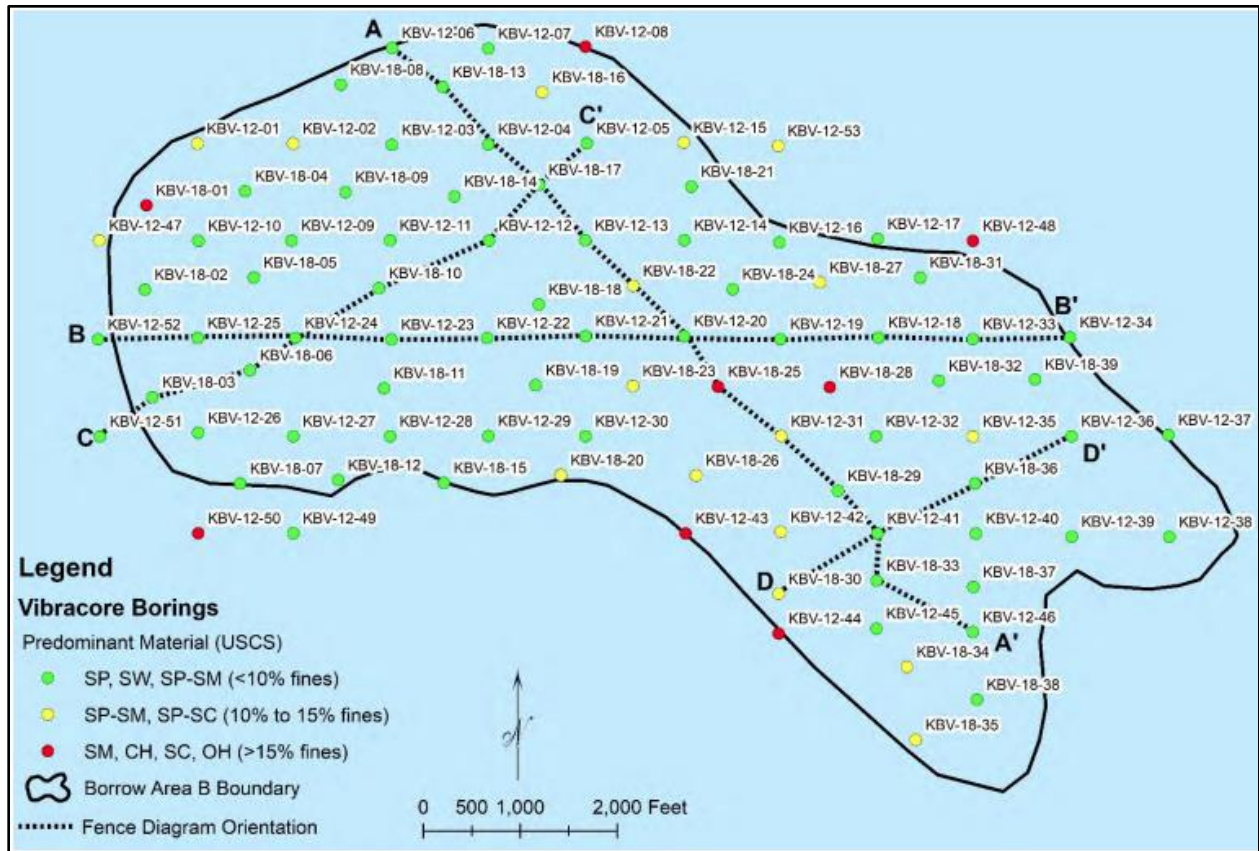 A
KBV-12-06
KBV-12-07
KBV-12-08
KBV-18-08
KBV-18-13
KBV-18-16
C'
KBV-12-01
KBV-12-02
KBV-12-03
KBV-12-04
KBV-12-05
KBV-12-15
KBV-12-53
KBV-18-01
KBV-18-04
KBV-18-09
KBV-18-14
KBV-18-17
KBV-18-21
KBV-12-47
KBV-12-10
KBV-12-09
KBV-12-11
KBV-12-12
KBV-12-13
KBV-12-14
KBV-12-16
KBV-12-17
KBV-12-48
KBV-18-02
KBV-18-05
KBV-18-10
KBV-18-18
KBV-18-22
KBV-18-24
KBV-18-27
KBV-18-31
B
KBV-12-52
KBV-12-25
KBV-12-24
KBV-12-23
KBV-12-22
KBV-12-21
KBV-12-20
KBV-12-19
KBV-12-18
KBV-12-33
B'
KBV-12-34
KBV-18-03
KBV-18-06
KBV-18-11
KBV-18-19
KBV-18-23
KBV-18-25
KBV-18-28
KBV-18-32
KBV-18-39
C
KBV-12-51
KBV-12-26
KBV-12-27
KBV-12-28
KBV-12-29
KBV-12-30
KBV-12-31
KBV-12-32
KBV-12-35
KBV-12-36
D'
KBV-12-37
KBV-18-07
KBV-18-12
KBV-18-15
KBV-18-20
KBV-18-26
KBV-18-29
KBV-18-36
KBV-12-50
KBV-12-49
KBV-12-43
KBV-12-42
KBV-12-41
KBV-12-40
KBV-12-39
KBV-12-38
D
KBV-18-30
KBV-18-33
KBV-18-37
KBV-12-44
KBV-12-45
KBV-12-46
A'
KBV-18-34
KBV-18-38
KBV-18-35
Legend
Vibracore Borings
Predominant Material (USCS)
SP, SW, SP-SM (<10% fines)
SP-SM, SP-SC (10% to 15% fines)
SM, CH, SC, OH (>15% fines)
Borrow Area B Boundary
Fence Diagram Orientation
N
0 500 1,000 2,000 Feet